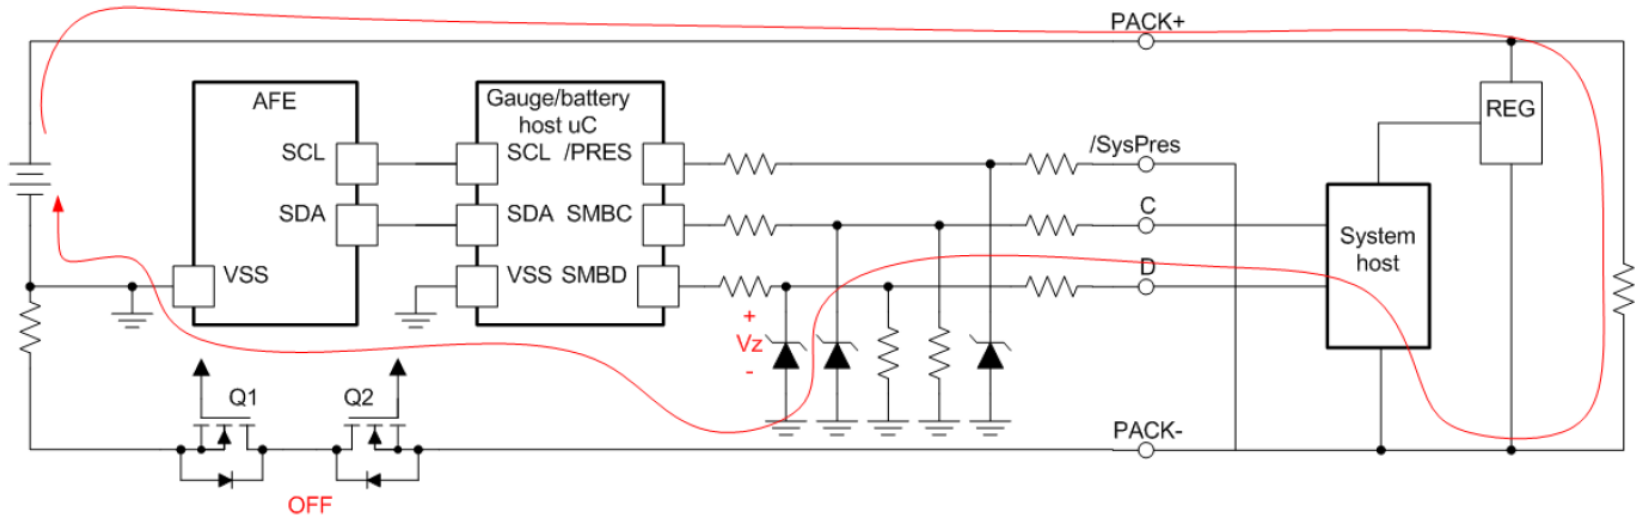 PACK+
AFE
Gauge/battery
host uC
REG
SCL
SCL /PRES
/SysPres
SDA
SDA SMBC
C
System
host
VSS
VSS SMBD
D
+
Vz
-
Q1
Q2
PACK-
OFF